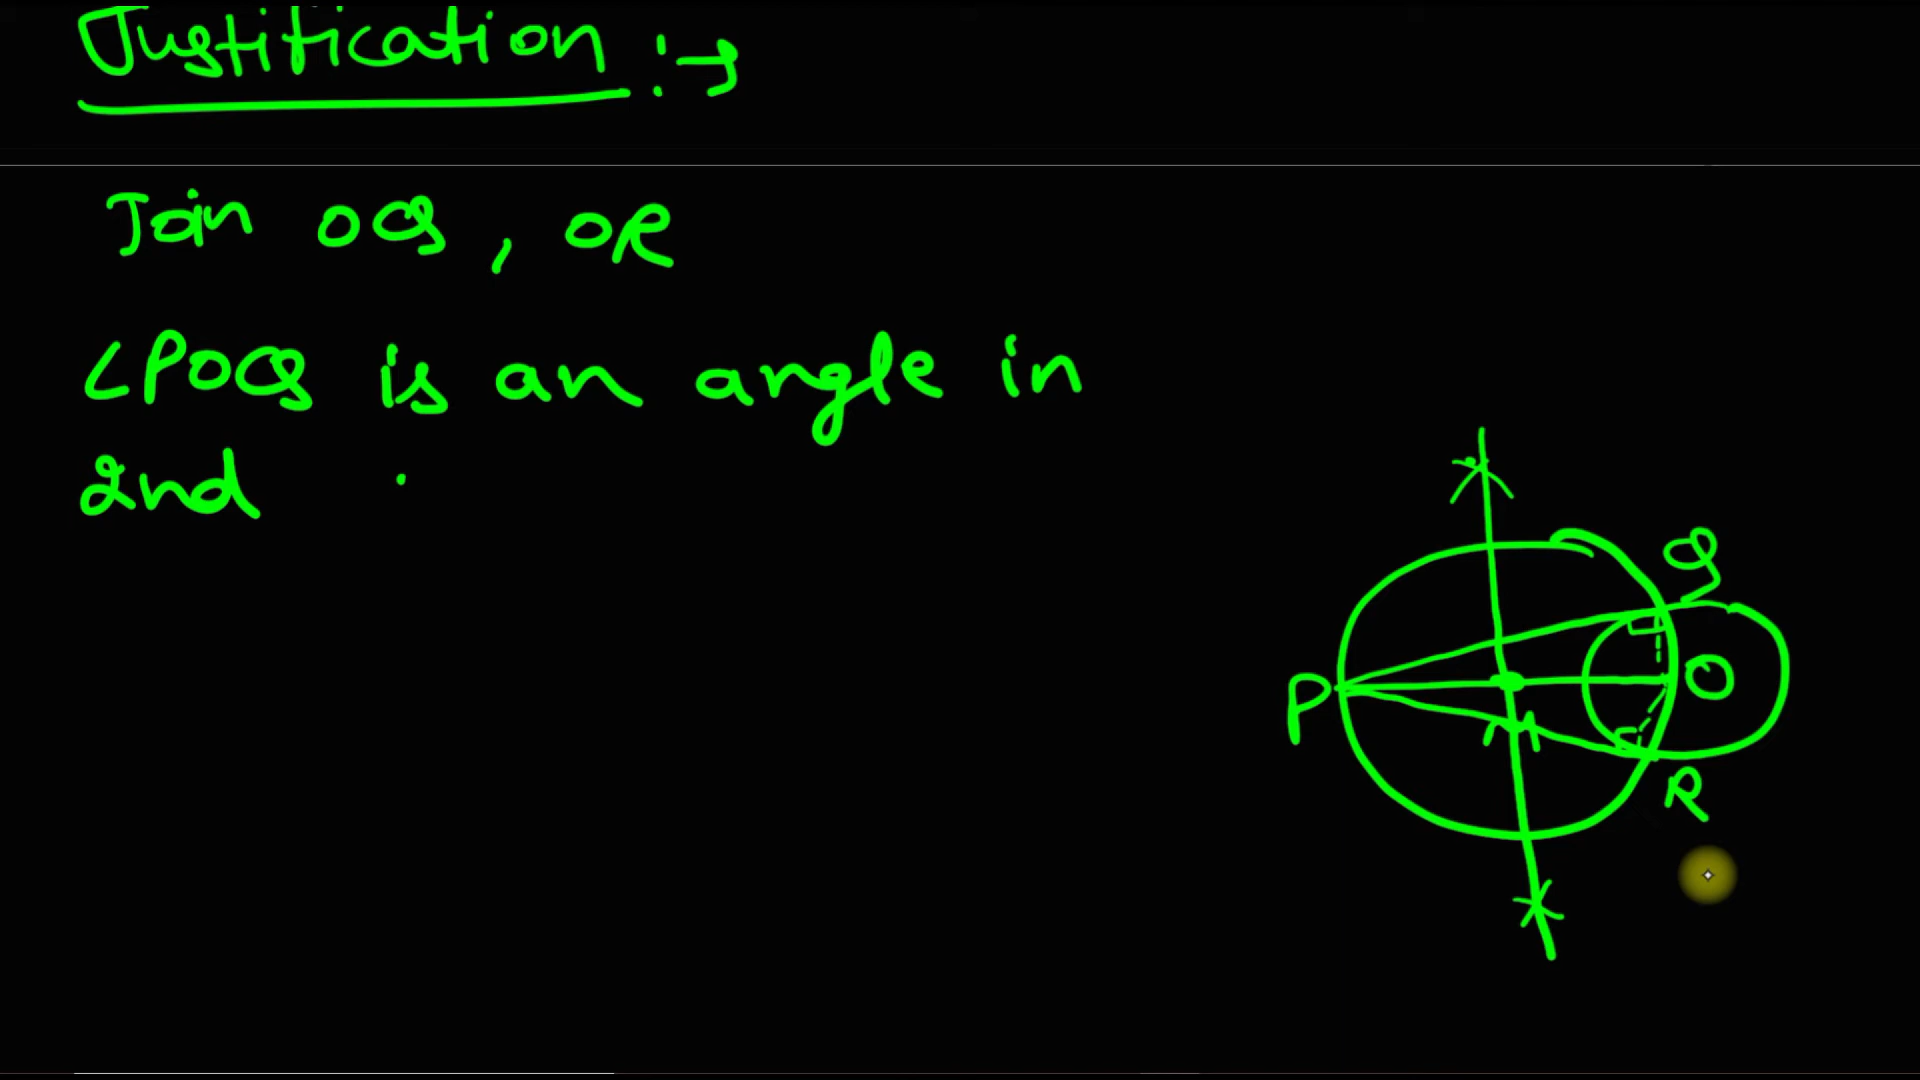 Justification :→
Join OQ, OR
∠POQ is an angle in
2nd .
Q
P
O
M
R